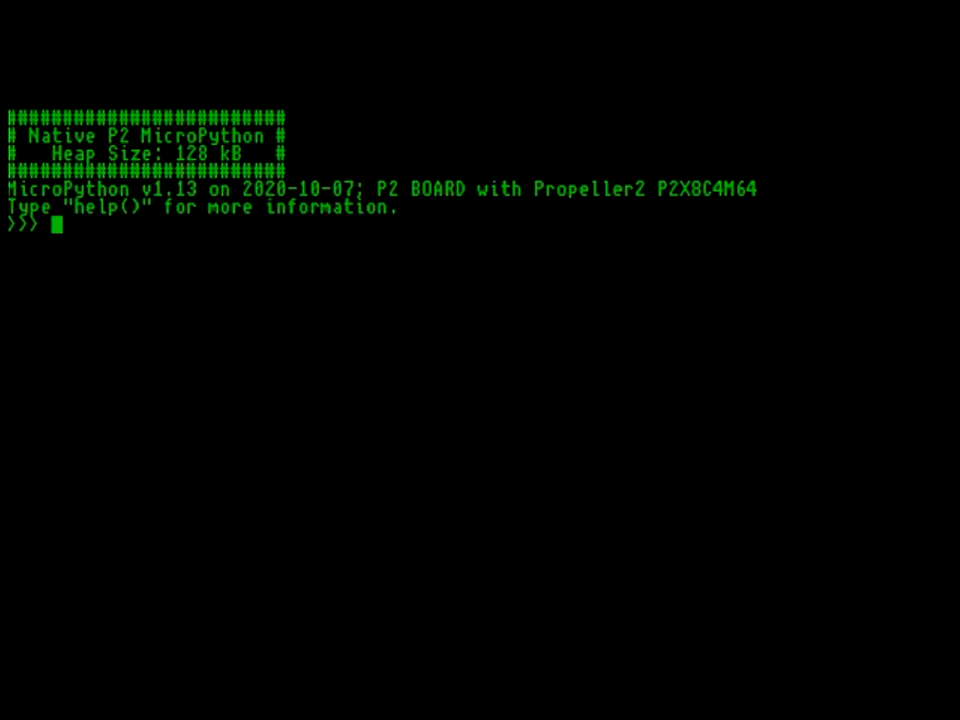 #########################
# Native P2 MicroPython #
#   Heap Size: 128 kB   #
#########################
MicroPython v1.13 on 2020-10-07; P2 BOARD with Propeller2 P2X8C4M64
Type "help()" for more information.
>>>